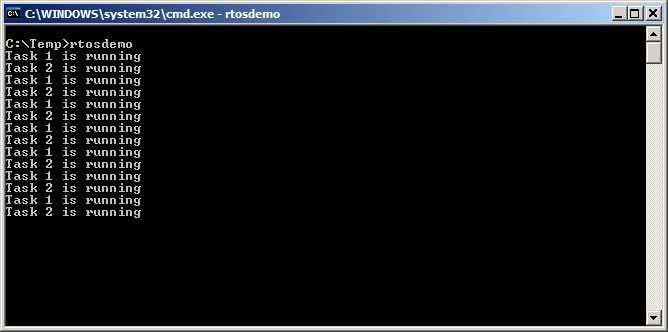 C:\WINDOWS\system32\cmd.exe - rtosdemo
C:\Temp>rtosdemo
Task 1 is running
Task 2 is running
Task 1 is running
Task 2 is running
Task 1 is running
Task 2 is running
Task 1 is running
Task 2 is running
Task 1 is running
Task 2 is running
Task 1 is running
Task 2 is running
Task 1 is running
Task 2 is running